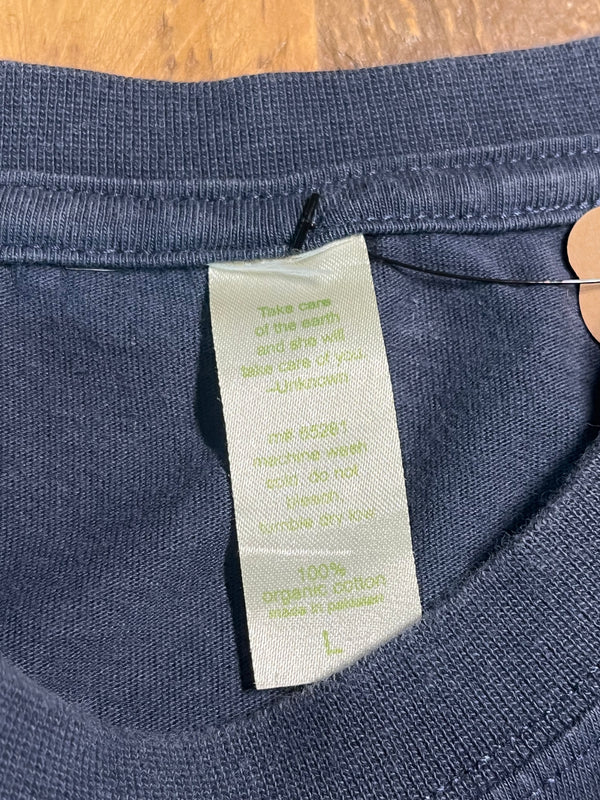 Take care
of the earth
and she will
take care of you.
–Unknown
rn# 65281
machine wash
cold, do not
bleach,
tumble dry low
100%
organic cotton
made in pakistan
L